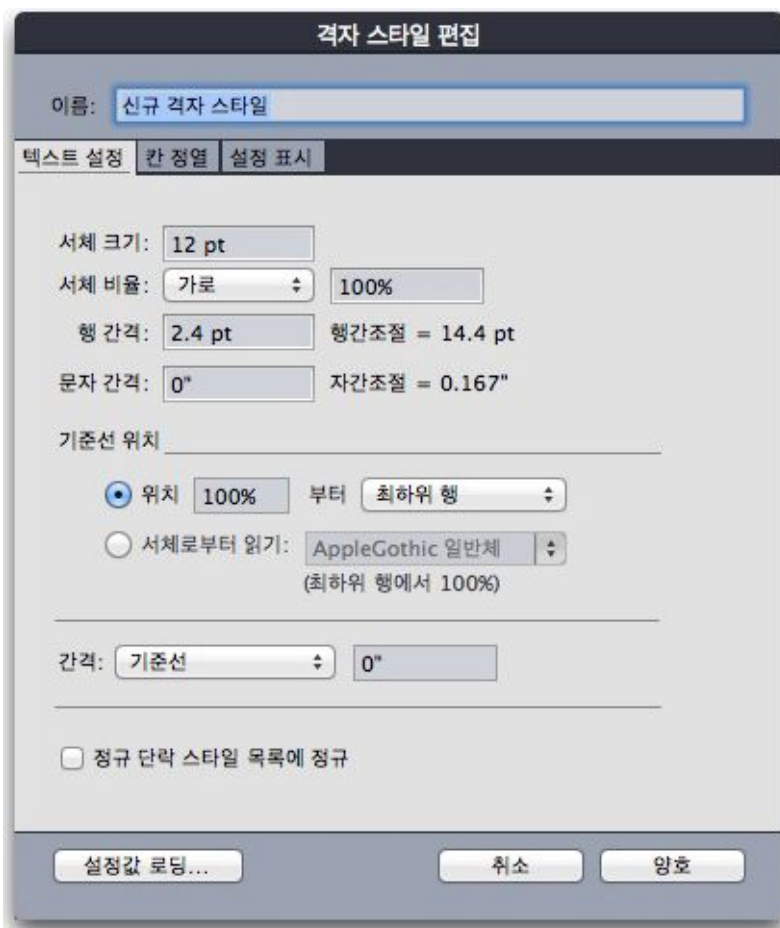 격자 스타일 편집
이름: 신규 격자 스타일
텍스트 설정 칸 정열 설정 표시
서체 크기: 12 pt
서체 비율: 가로 100%
행 간격: 2.4 pt 행간조절 = 14.4 pt
문자 간격: 0" 자간조절 = 0.167"
기준선 위치
위치 100% 부터 최하위 행
서체로부터 읽기: AppleGothic 일반체
(최하위 행에서 100%)
간격: 기준선 0"
정규 단락 스타일 목록에 정규
설정값 로딩... 취소 양호